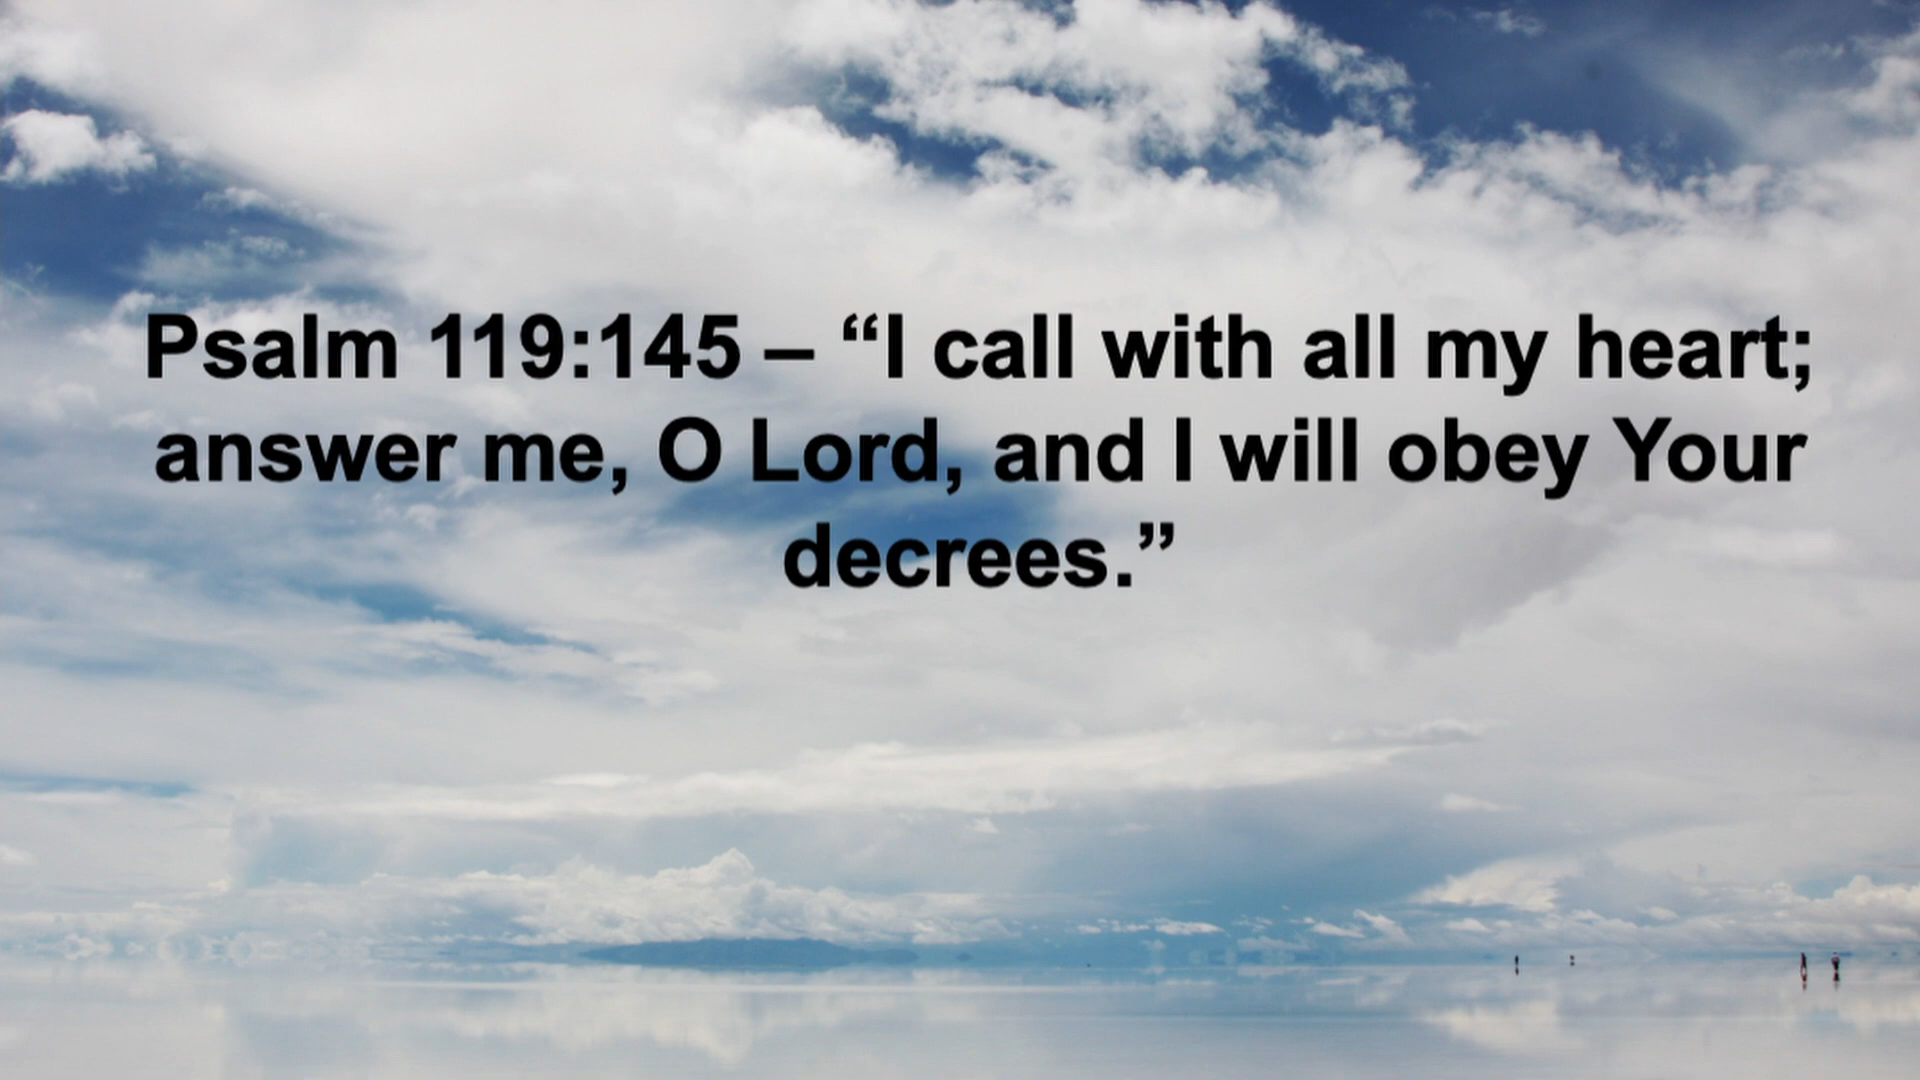 Psalm 119:145 – “I call with all my heart;
answer me, O Lord, and I will obey Your
decrees.”